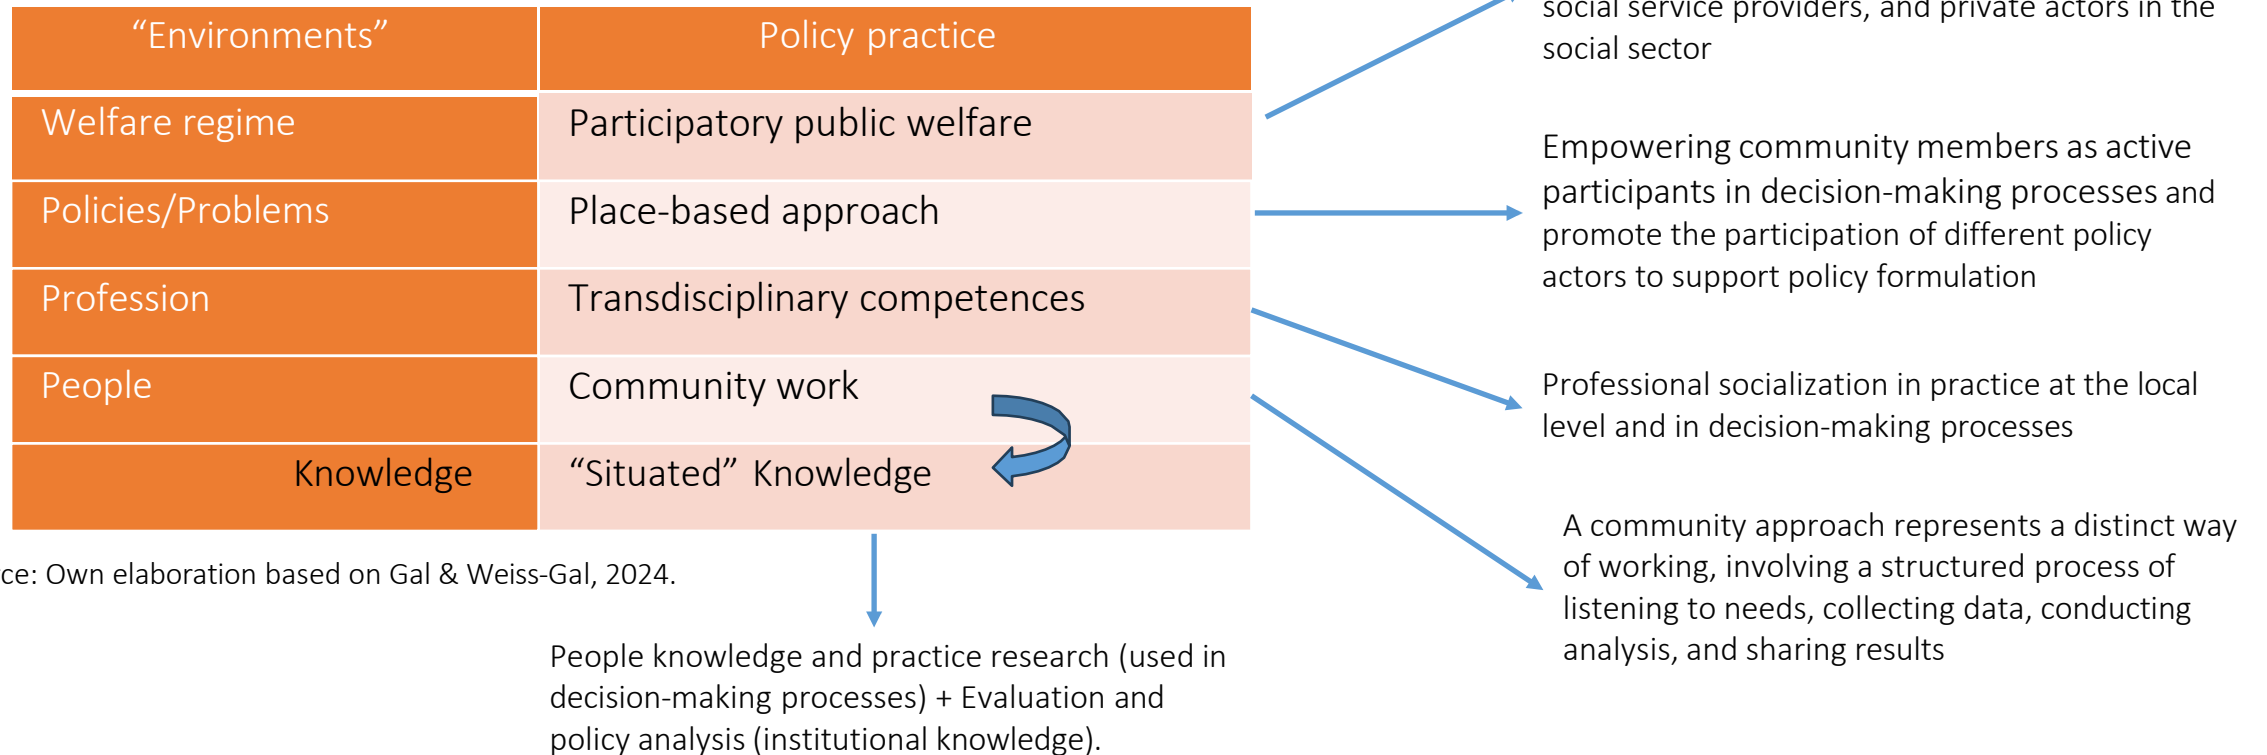 “Environments”
Policy practice
Welfare regime
Participatory public welfare
Policies/Problems
Place-based approach
Profession
Transdisciplinary competences
People
Community work
Knowledge
“Situated” Knowledge
rce: Own elaboration based on Gal & Weiss-Gal, 2024.
People knowledge and practice research (used in
decision-making processes) + Evaluation and
policy analysis (institutional knowledge).
social service providers, and private actors in the
social sector
Empowering community members as active
participants in decision-making processes and
promote the participation of different policy
actors to support policy formulation
Professional socialization in practice at the local
level and in decision-making processes
A community approach represents a distinct way
of working, involving a structured process of
listening to needs, collecting data, conducting
analysis, and sharing results